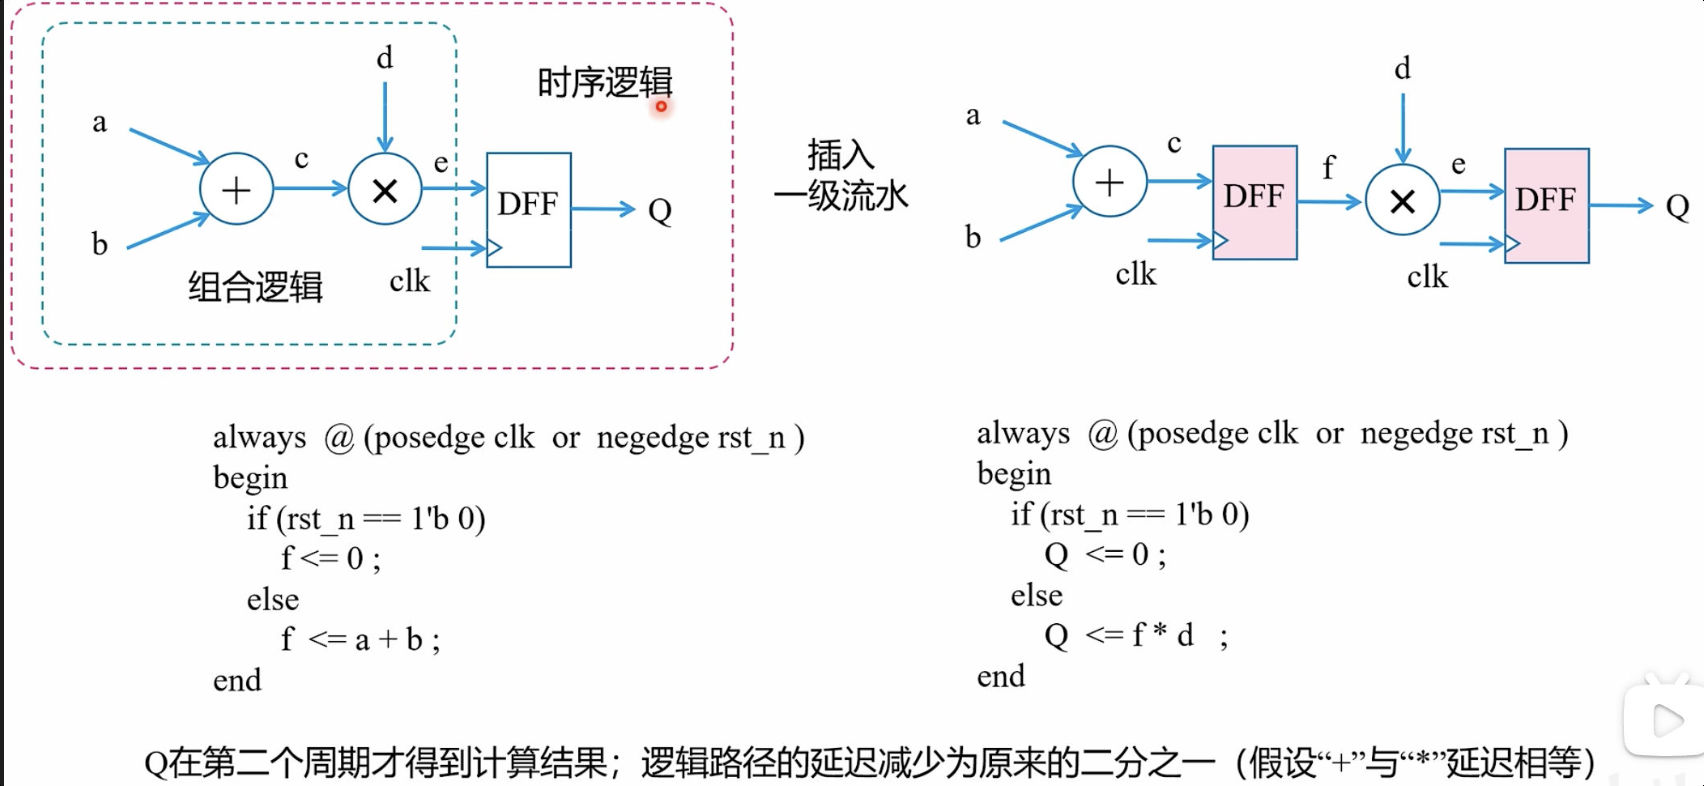 d
时序逻辑
a
c
e
+
×
DFF
Q
b
组合逻辑
clk
插入
一级流水
d
a
c
f
e
+
DFF
×
DFF
Q
b
clk
clk
always @ (posedge clk or negedge rst_n )
begin
if (rst_n == 1'b 0)
f <= 0 ;
else
f <= a + b ;
end
always @ (posedge clk or negedge rst_n )
begin
if (rst_n == 1'b 0)
Q <= 0 ;
else
Q <= f * d ;
end
Q在第二个周期才得到计算结果；逻辑路径的延迟减少为原来的二分之一（假设“+”与“*”延迟相等）